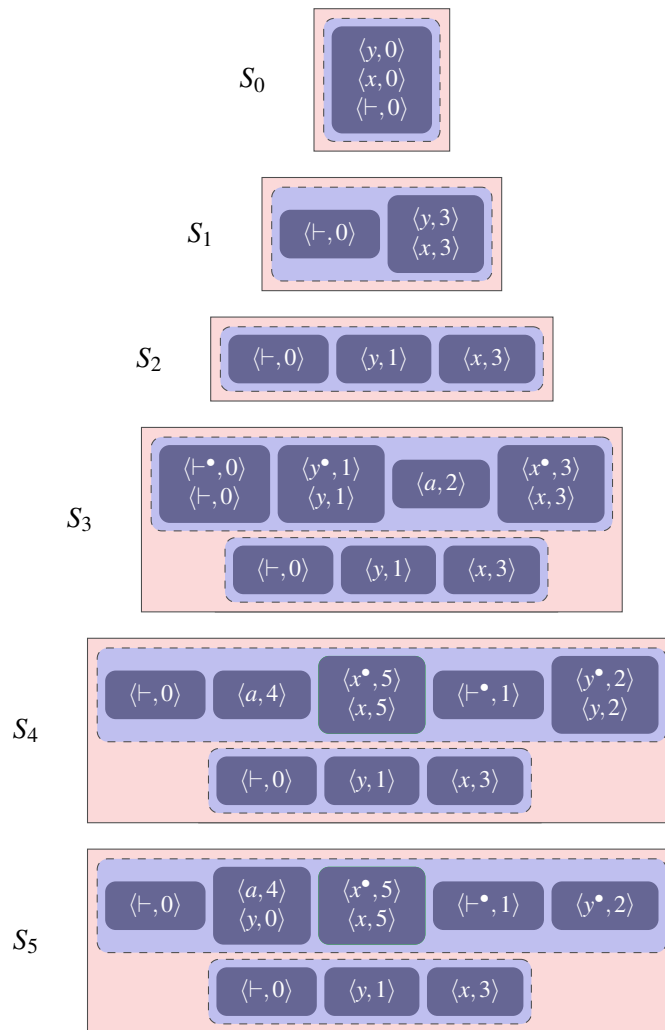 S₀
⟨y, 0⟩
⟨x, 0⟩
⟨⊢, 0⟩
S₁
⟨⊢, 0⟩ ⟨y, 3⟩
⟨x, 3⟩
S₂ ⟨⊢, 0⟩ ⟨y, 1⟩ ⟨x, 3⟩
S₃
⟨⊢•, 0⟩ ⟨y•, 1⟩ ⟨a, 2⟩ ⟨x•, 3⟩
⟨⊢, 0⟩ ⟨y, 1⟩ ⟨x, 3⟩
⟨⊢, 0⟩ ⟨y, 1⟩ ⟨x, 3⟩
S₄
⟨⊢, 0⟩ ⟨a, 4⟩ ⟨x•, 5⟩ ⟨⊢•, 1⟩ ⟨y•, 2⟩
⟨x, 5⟩ ⟨y, 2⟩
⟨⊢, 0⟩ ⟨y, 1⟩ ⟨x, 3⟩
S₅
⟨⊢, 0⟩ ⟨a, 4⟩ ⟨x•, 5⟩ ⟨⊢•, 1⟩ ⟨y•, 2⟩
⟨y, 0⟩ ⟨x, 5⟩
⟨⊢, 0⟩ ⟨y, 1⟩ ⟨x, 3⟩